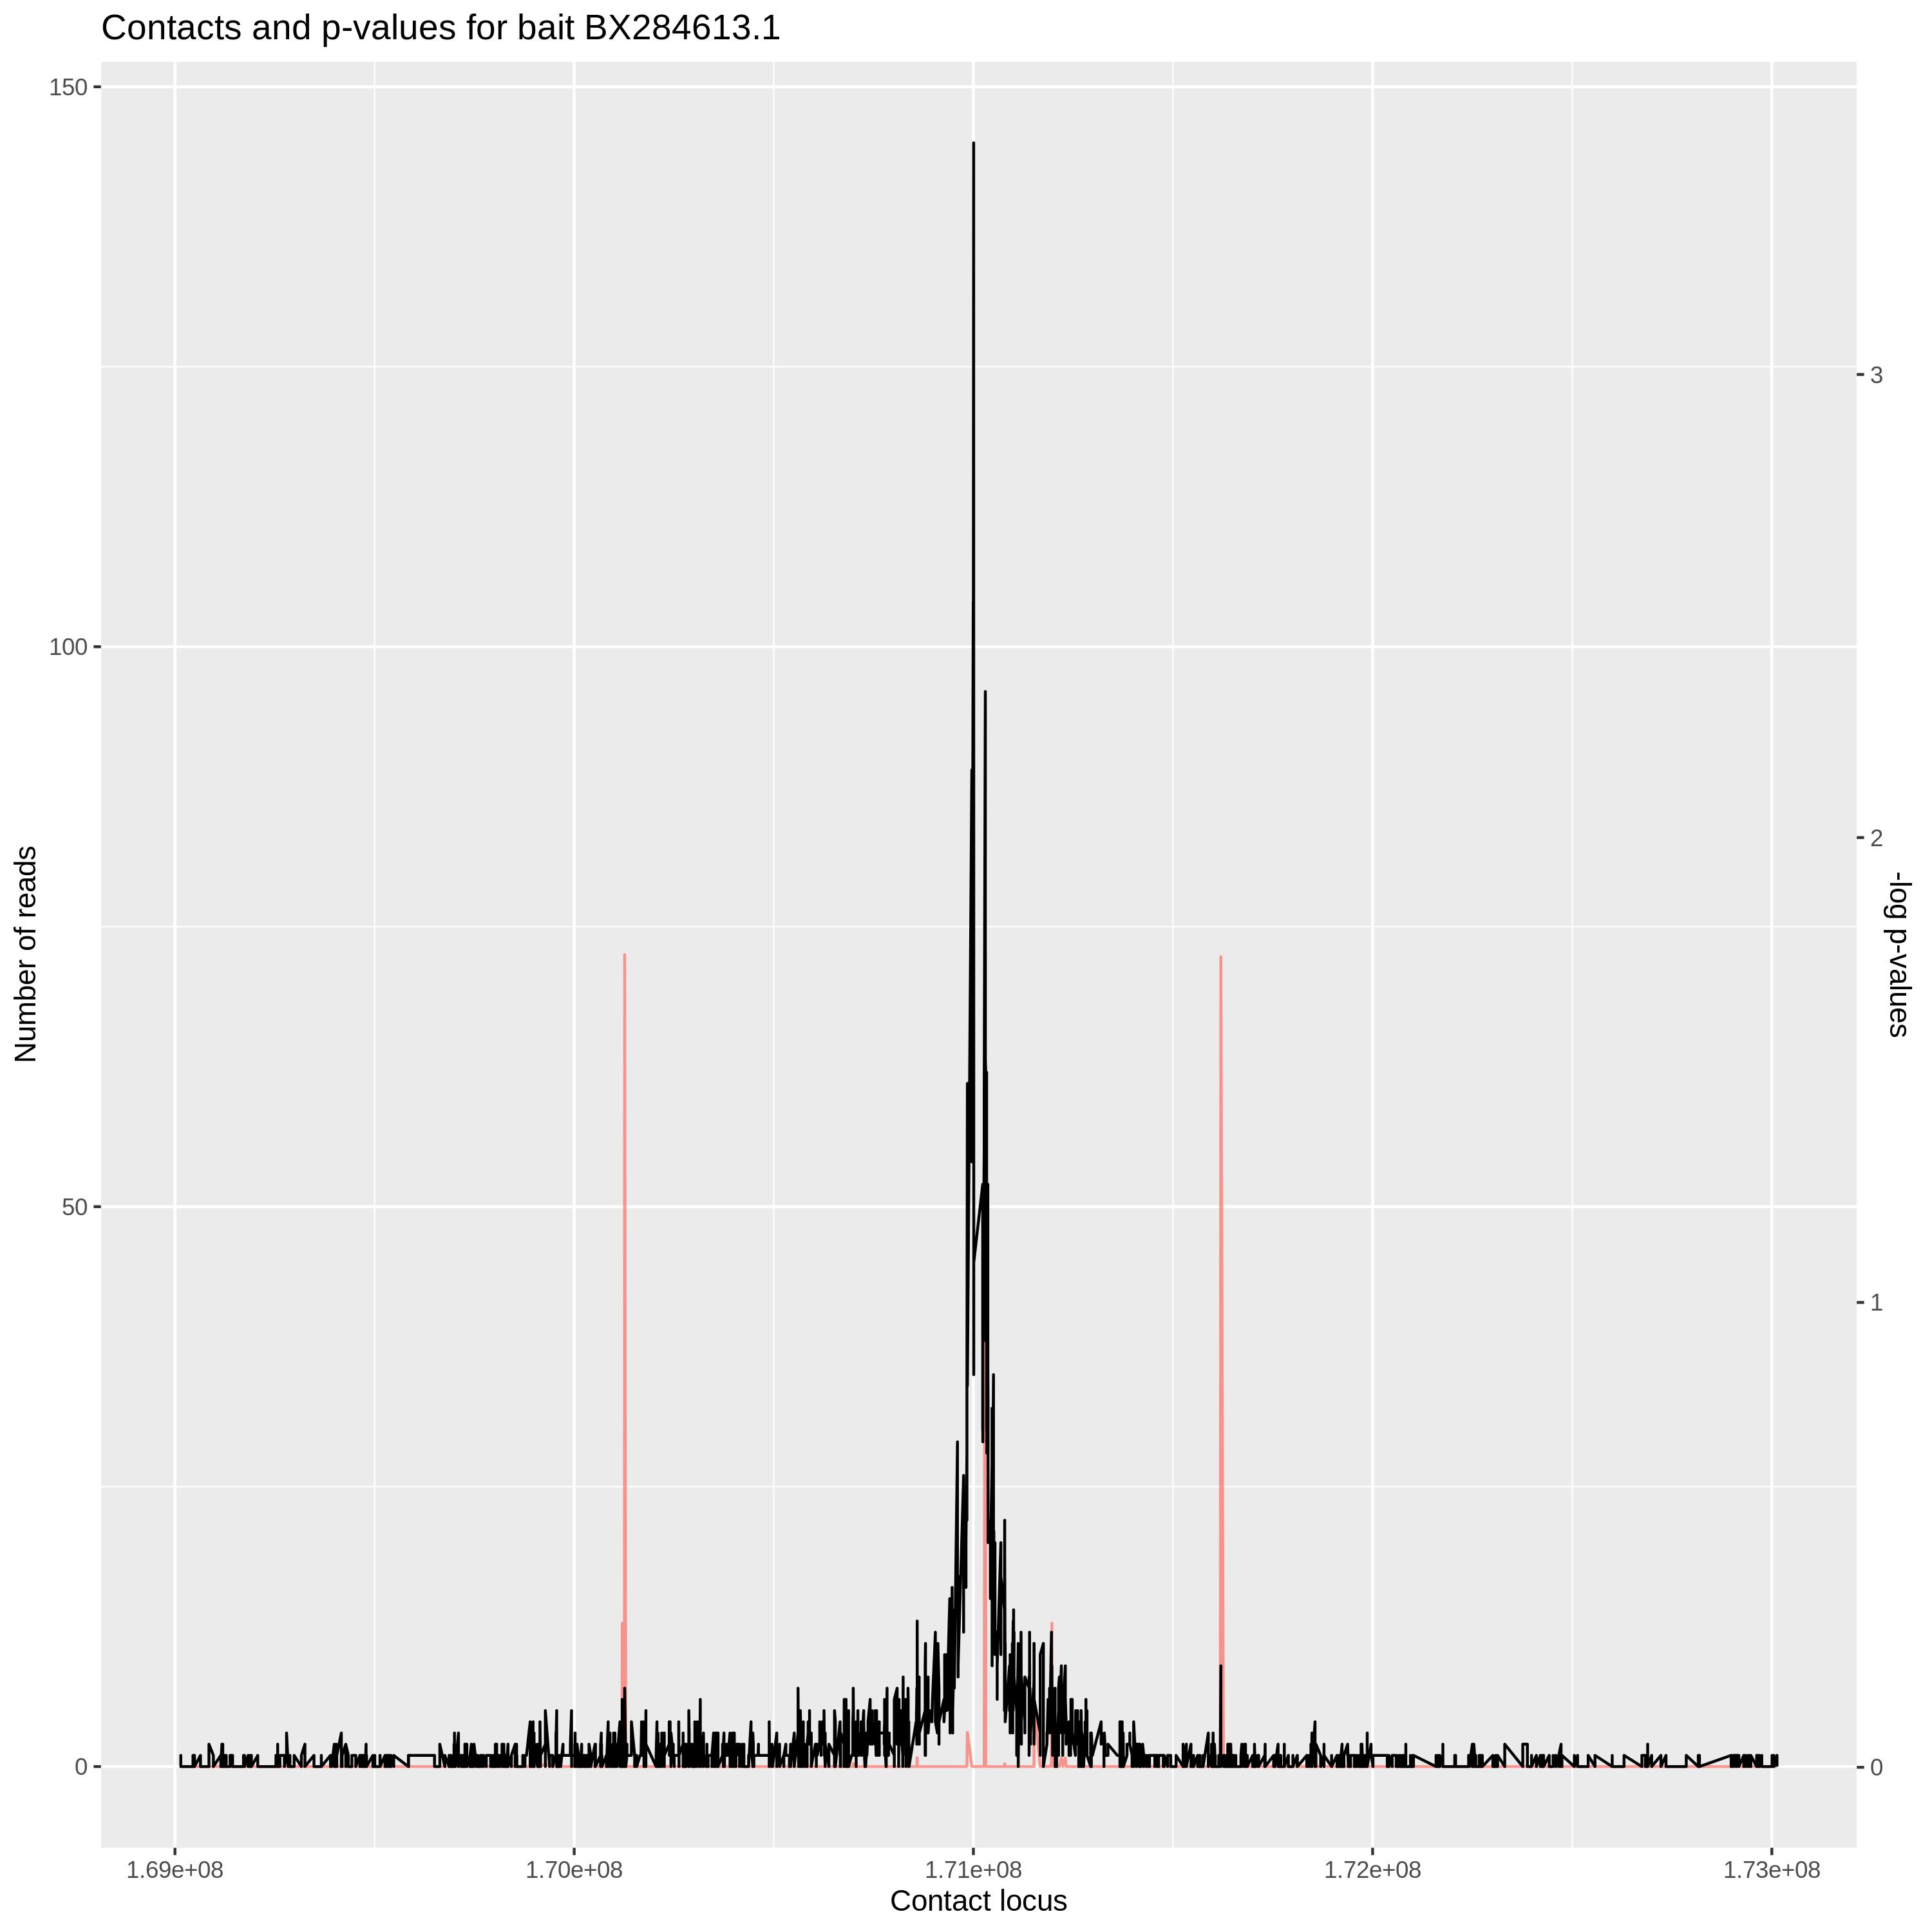 Contacts and p-values for bait BX284613.1
150
100
50
0
Number of reads
3
2
1
0
-log p-values
1.69e+08
1.70e+08
1.71e+08
1.72e+08
1.73e+08
Contact locus